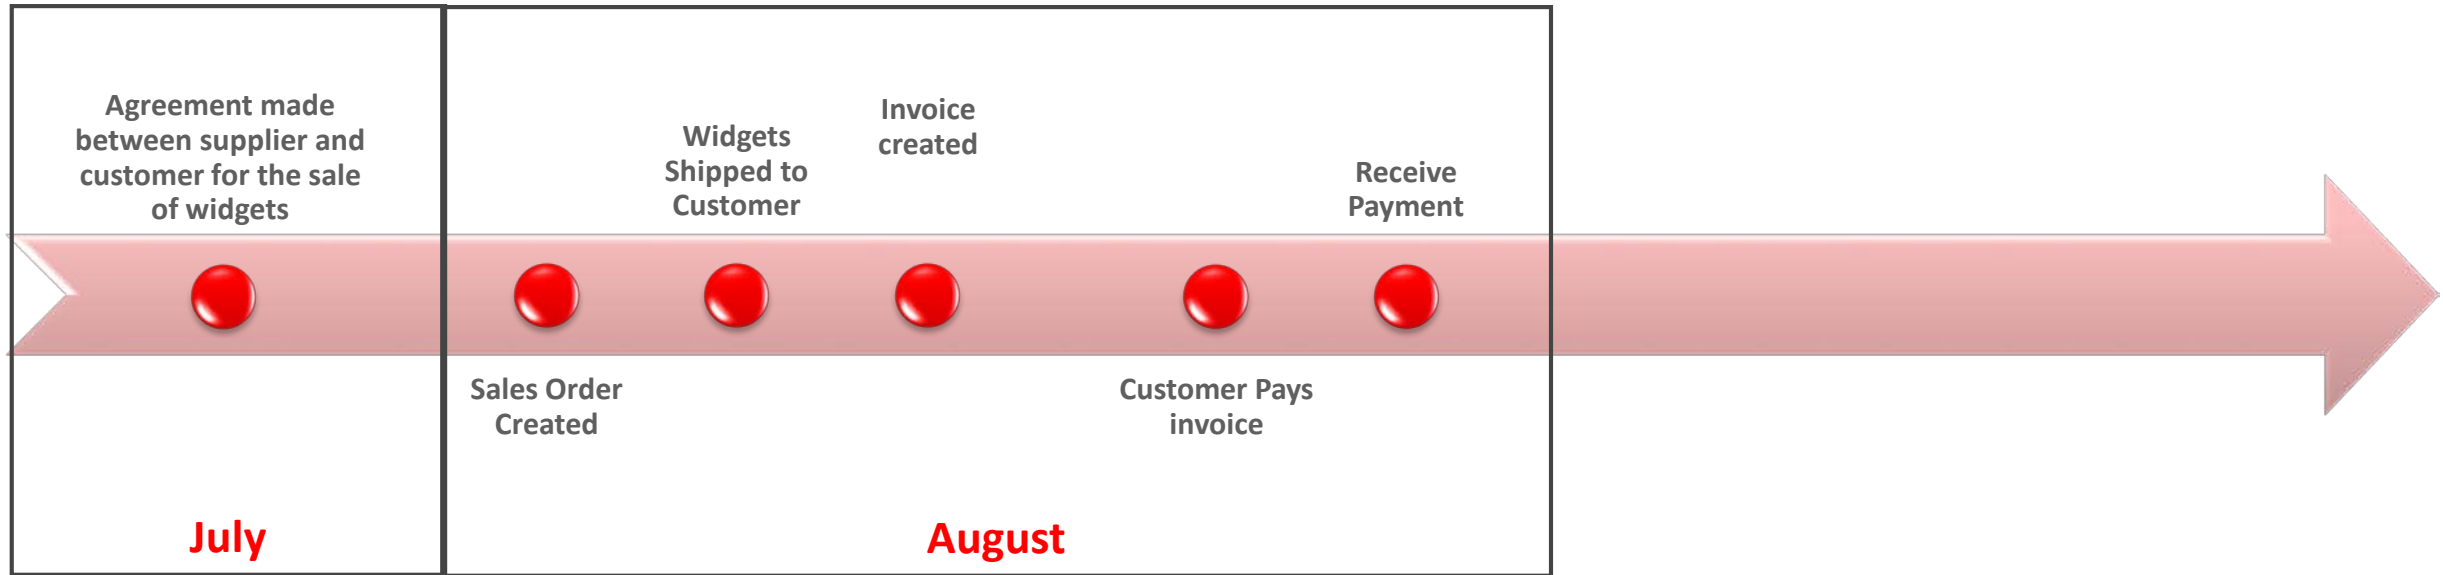 Agreement made
between supplier and
customer for the sale
of widgets
Sales Order
Created
Widgets
Shipped to
Customer
Invoice
created
Customer Pays
invoice
Receive
Payment
July
August